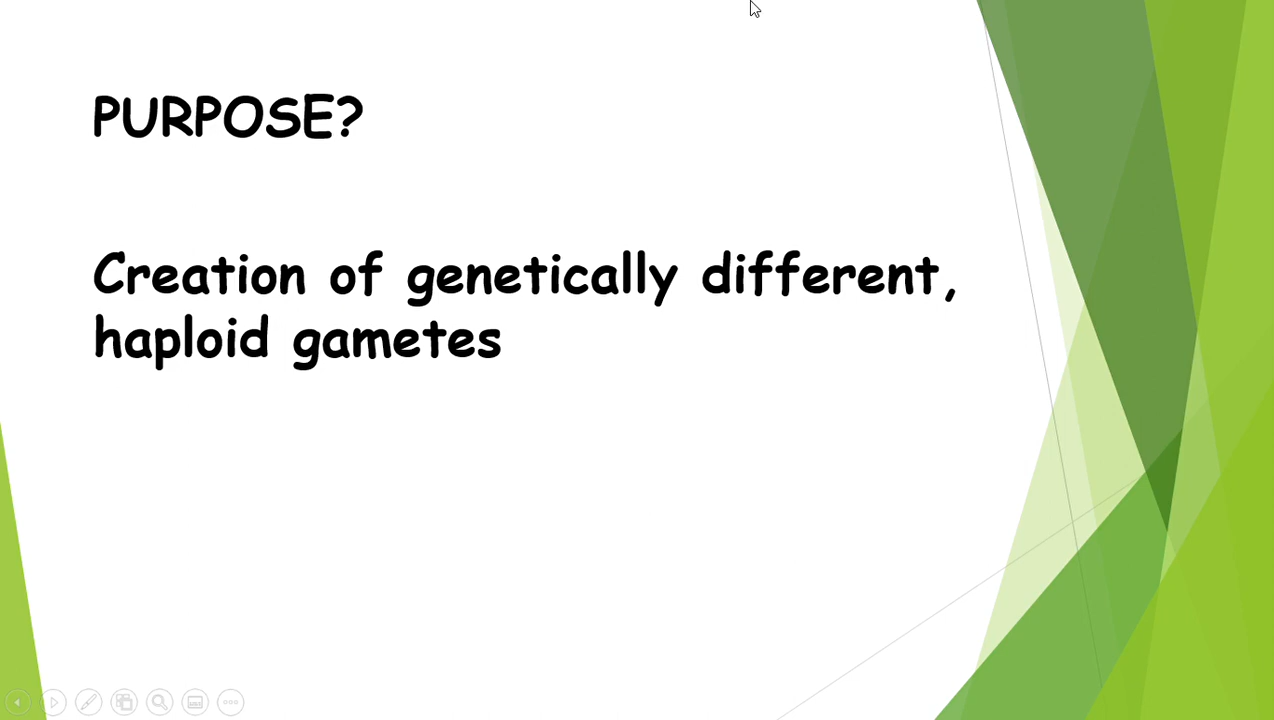 PURPOSE?
Creation of genetically different,
haploid gametes